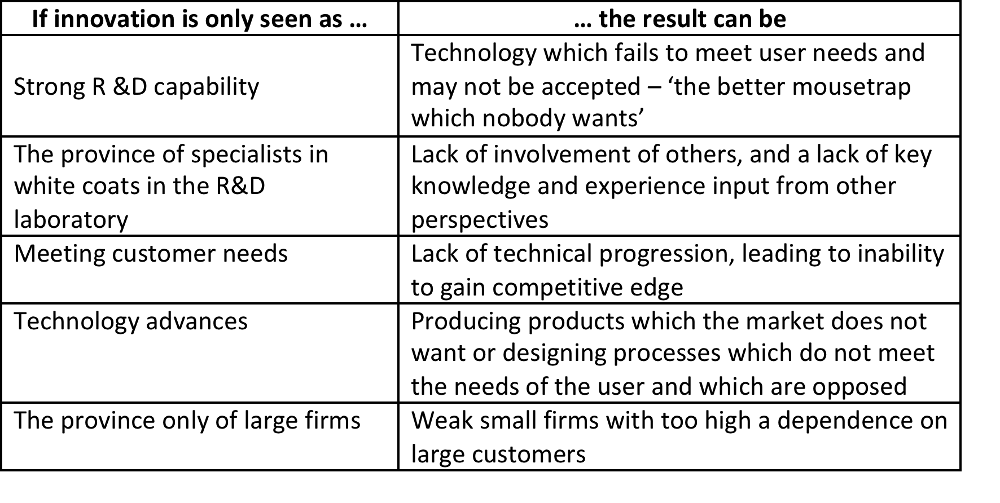 If innovation is only seen as …
… the result can be
Strong R &D capability
Technology which fails to meet user needs and
may not be accepted – ‘the better mousetrap
which nobody wants’
The province of specialists in
white coats in the R&D
laboratory
Lack of involvement of others, and a lack of key
knowledge and experience input from other
perspectives
Meeting customer needs
Lack of technical progression, leading to inability
to gain competitive edge
Technology advances
Producing products which the market does not
want or designing processes which do not meet
the needs of the user and which are opposed
The province only of large firms
Weak small firms with too high a dependence on
large customers